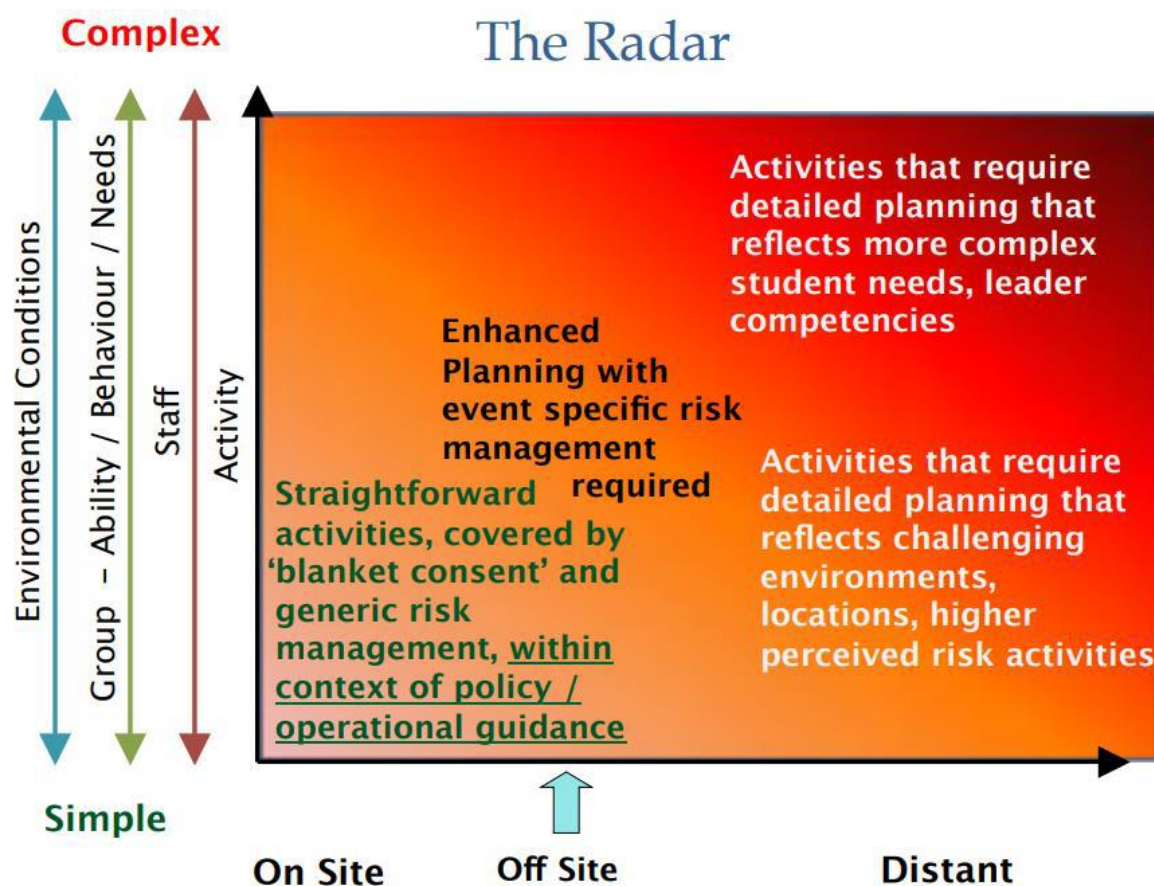 Complex
The Radar
Environmental Conditions
Group – Ability / Behaviour / Needs
Staff
Activity
Activities that require
detailed planning that
reflects more complex
student needs, leader
competencies
Enhanced
Planning with
event specific risk
management
required
Straightforward
activities, covered by
‘blanket consent’ and
generic risk
management, within
context of policy /
operational guidance
Activities that require
detailed planning that
reflects challenging
environments,
locations, higher
perceived risk activities
Simple
On Site
Off Site
Distant